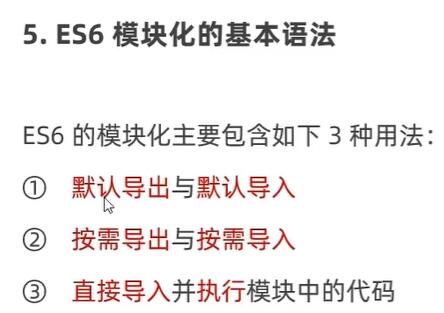 5. ES6 模块化的基本语法
ES6 的模块化主要包含如下 3 种用法：
① 默认导出与默认导入
② 按需导出与按需导入
③ 直接导入并执行模块中的代码